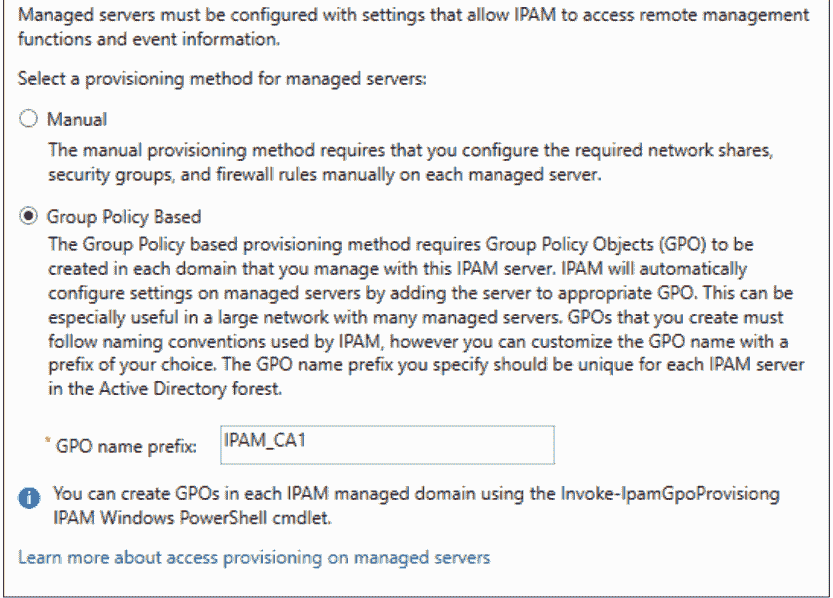 Managed servers must be configured with settings that allow IPAM to access remote management
functions and event information.
Select a provisioning method for managed servers:
Manual
The manual provisioning method requires that you configure the required network shares,
security groups, and firewall rules manually on each managed server.
Group Policy Based
The Group Policy based provisioning method requires Group Policy Objects (GPO) to be
created in each domain that you manage with this IPAM server. IPAM will automatically
configure settings on managed servers by adding the server to appropriate GPO. This can be
especially useful in a large network with many managed servers. GPOs that you create must
follow naming conventions used by IPAM, however you can customize the GPO name with a
prefix of your choice. The GPO name prefix you specify should be unique for each IPAM server
in the Active Directory forest.
* GPO name prefix: IPAM_CA1
You can create GPOs in each IPAM managed domain using the Invoke-IpamGpoProvisiong
IPAM Windows PowerShell cmdlet.
Learn more about access provisioning on managed servers